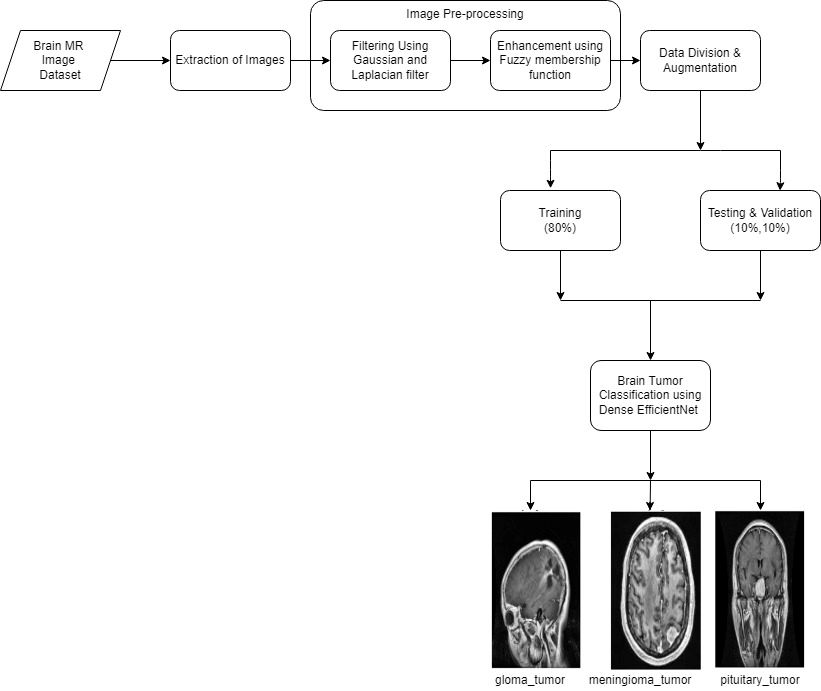 Image Pre-processing
Brain MR
Image
Dataset
Extraction of Images
Filtering Using
Gaussian and
Laplacian filter
Enhancement using
Fuzzy membership
function
Data Division &
Augmentation
Training
(80%)
Testing & Validation
(10%,10%)
Brain Tumor
Classification using
Dense EfficientNet
gloma_tumor
meningioma_tumor
pituitary_tumor